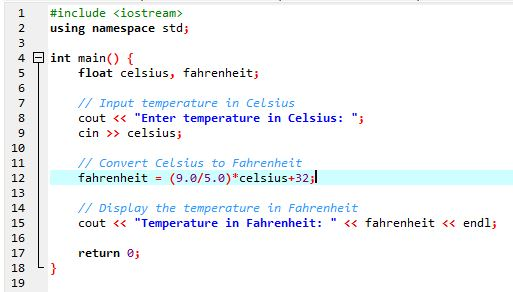 1 #include <iostream>
2 using namespace std;
3
4 int main() {
5 float celsius, fahrenheit;
6
7 // Input temperature in Celsius
8 cout << "Enter temperature in Celsius: ";
9 cin >> celsius;
10
11 // Convert Celsius to Fahrenheit
12 fahrenheit = (9.0/5.0)*celsius+32;
13
14 // Display the temperature in Fahrenheit
15 cout << "Temperature in Fahrenheit: " << fahrenheit << endl;
16
17 return 0;
18 }
19